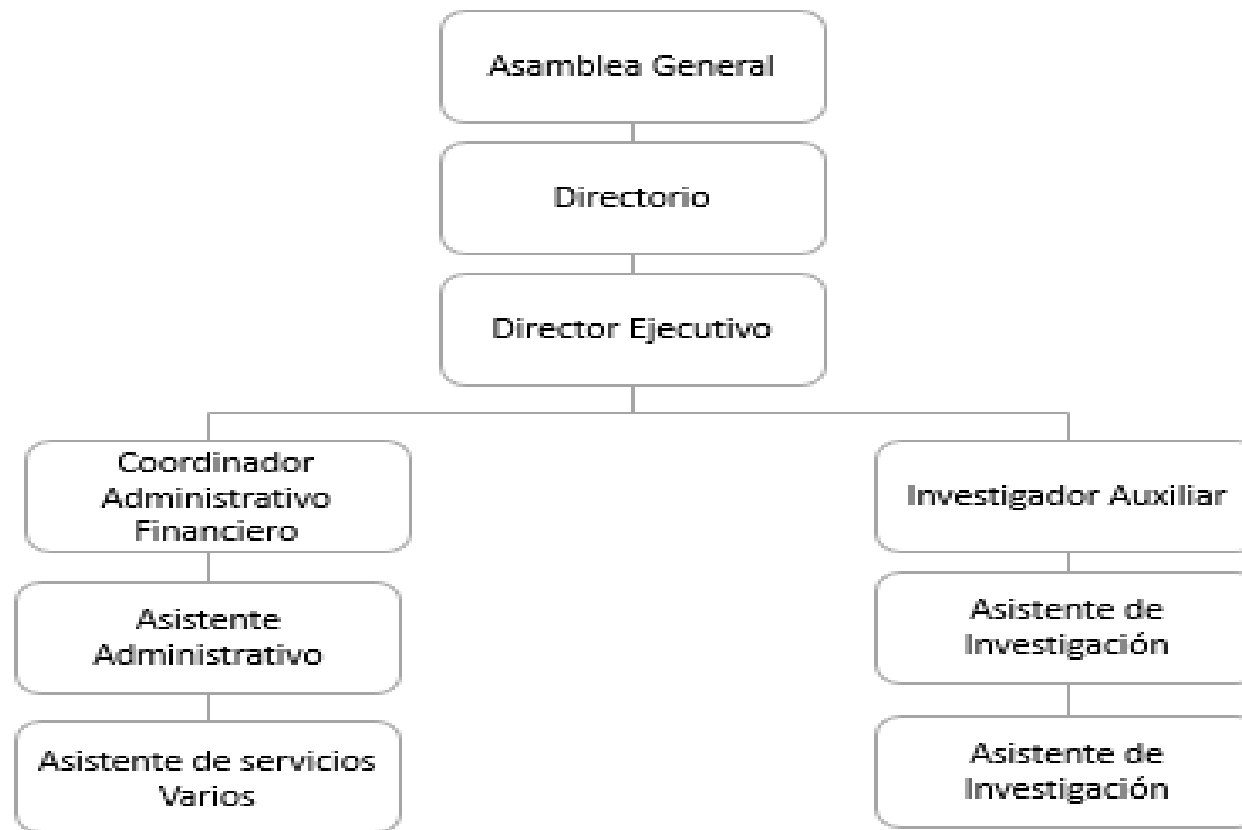 Asamblea General
Directorio
Director Ejecutivo
Coordinador
Administrativo
Financiero
Investigador Auxiliar
Asistente
Administrativo
Asistente de
Investigación
Asistente de servicios
Varios
Asistente de
Investigación